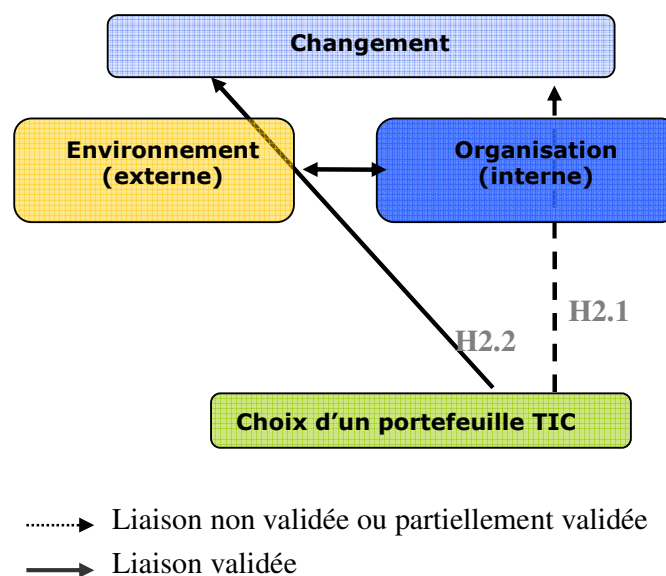 Changement
Environnement
(externe)
Organisation
(interne)
H2.1
H2.2
Choix d'un portefeuille TIC
Liaison non validée ou partiellement validée
Liaison validée